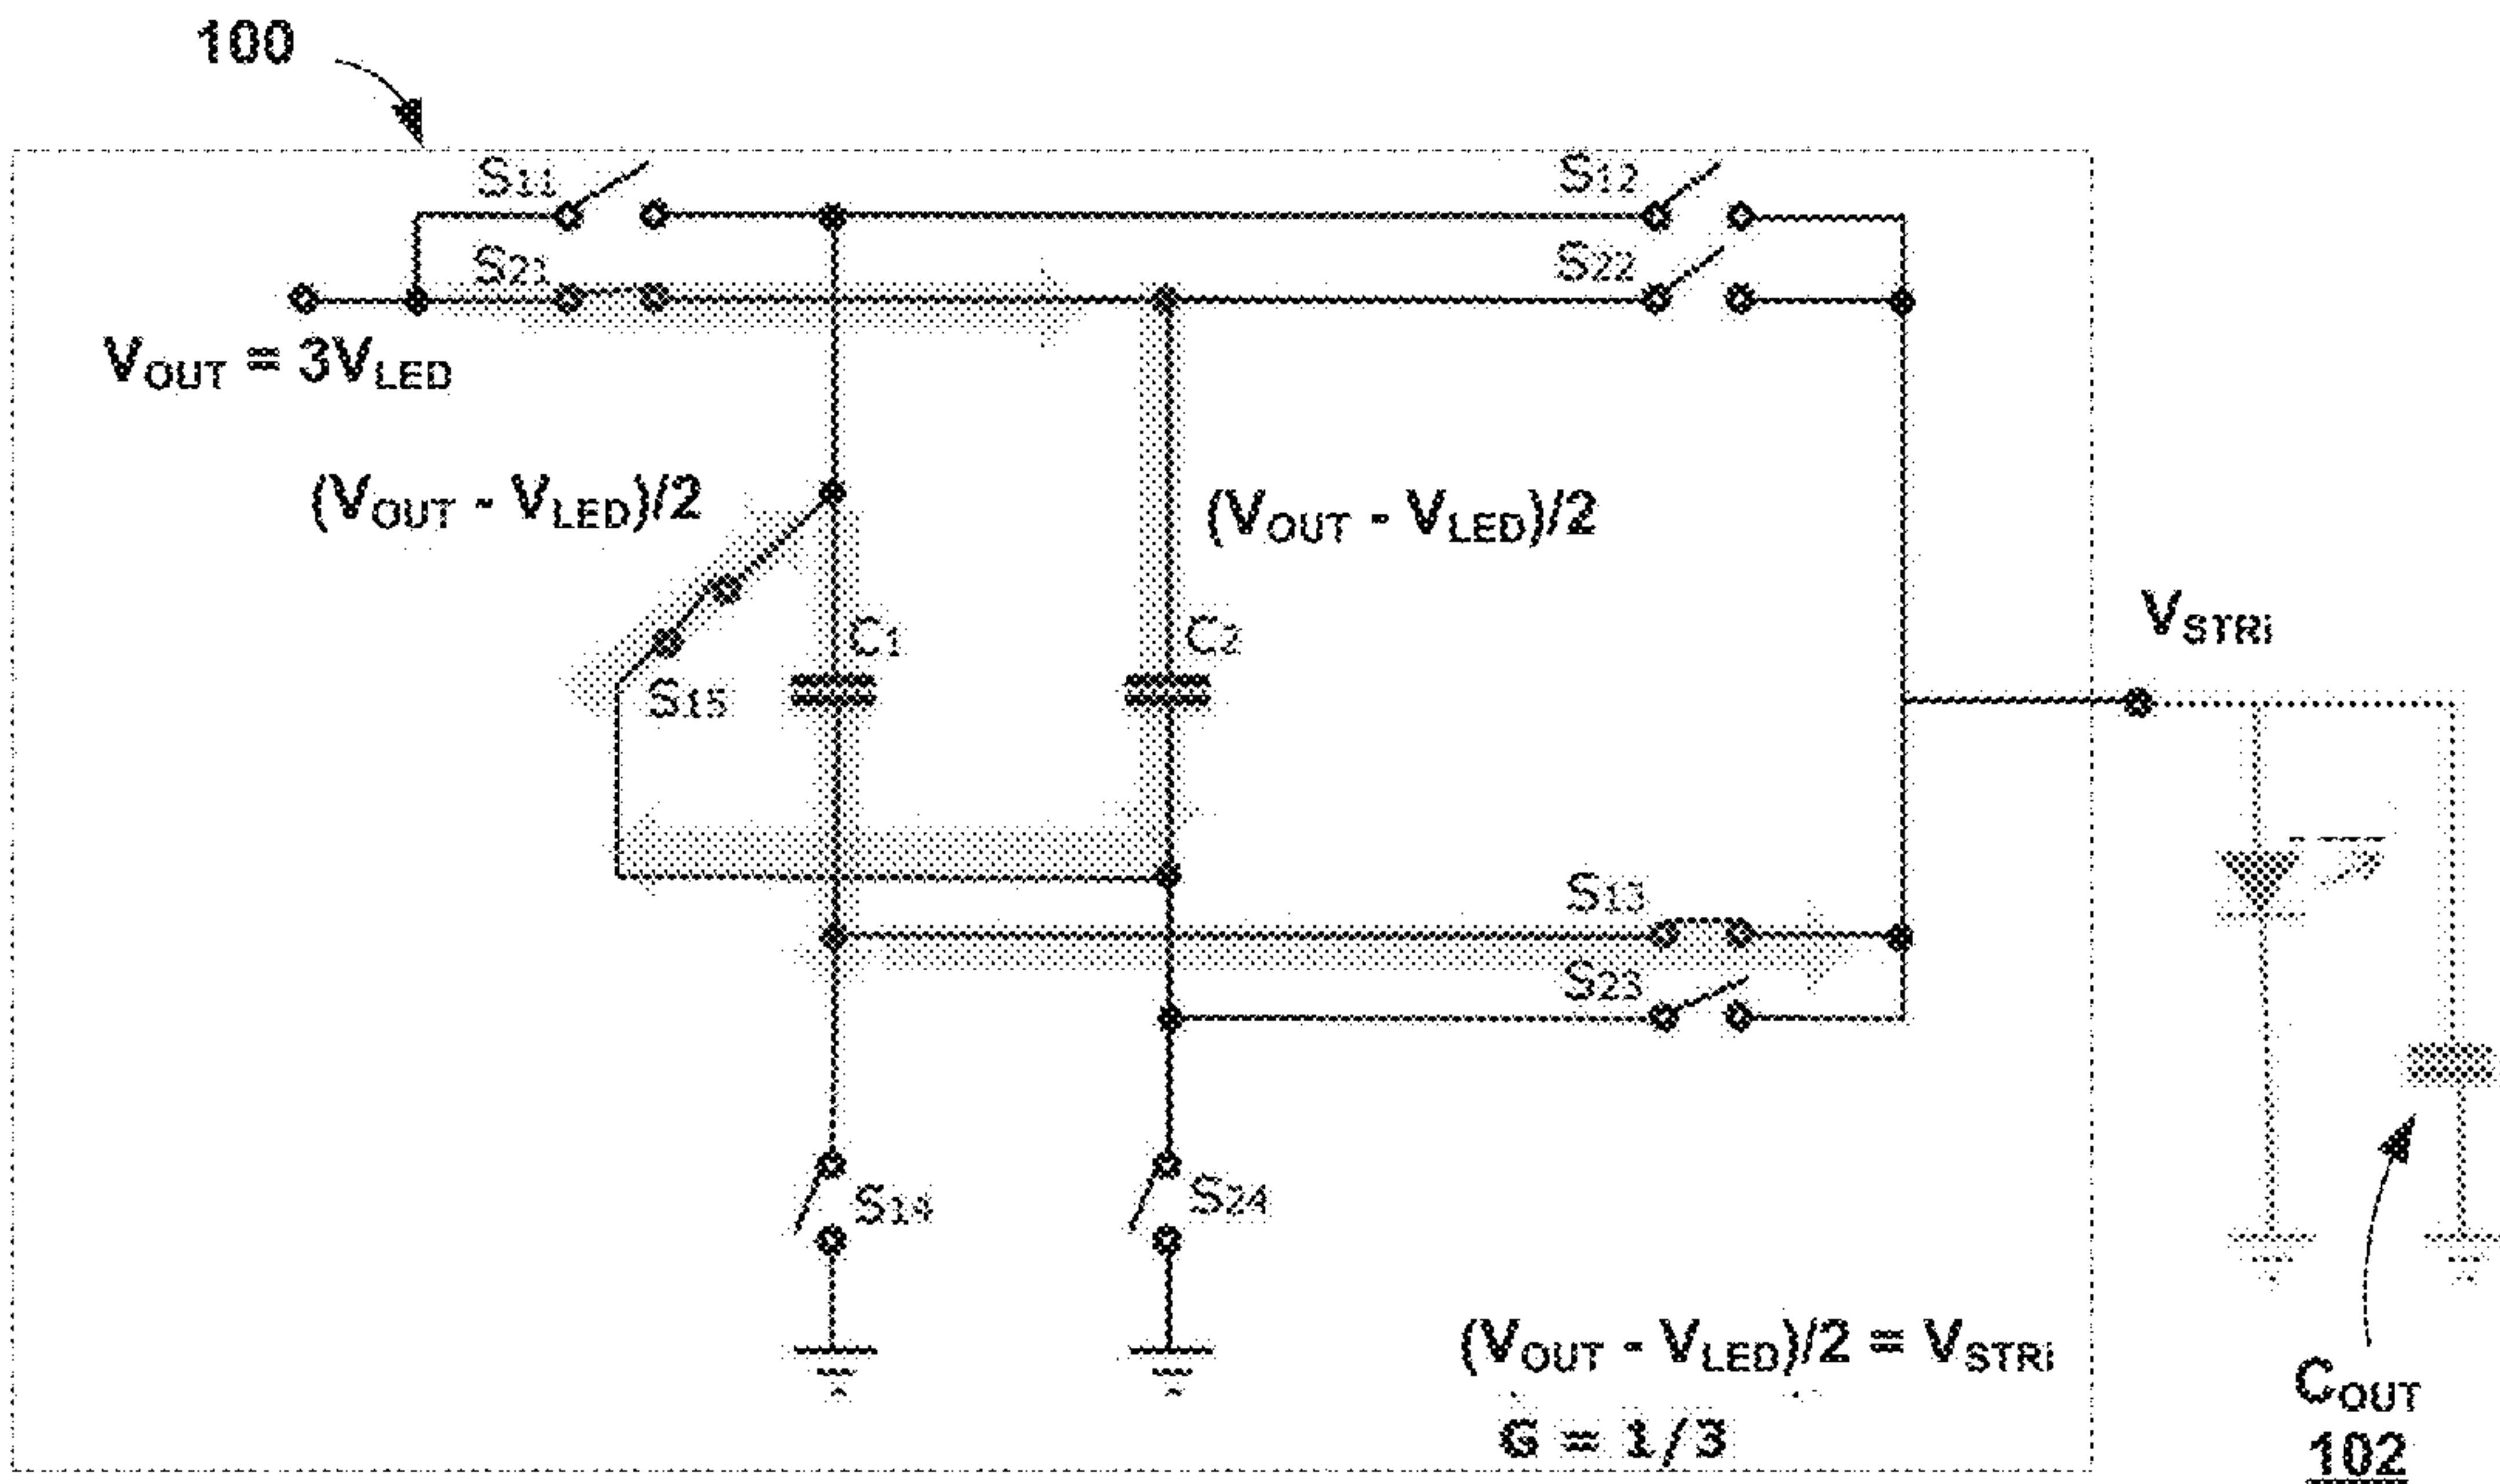 100
S11
S12
S21
S22
VOUT = 3VLED
(VOUT - VLED)/2
(VOUT - VLED)/2
C1
C2
VSTRi
S15
S13
S23
S14
S24
(VOUT - VLED)/2 = VSTRi
G = 1/3
COUT
102